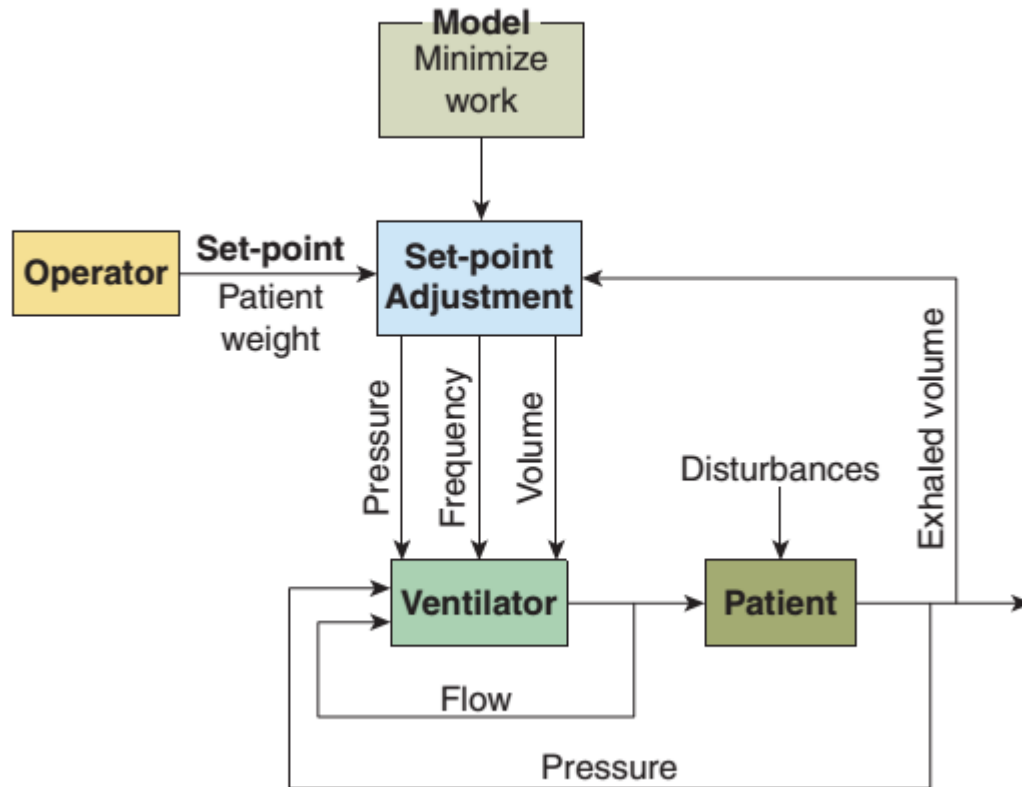 Model
Minimize
work
Operator
Set-point
Patient
weight
Set-point
Adjustment
Pressure
Frequency
Volume
Disturbances
Exhaled volume
Ventilator
Patient
Flow
Pressure